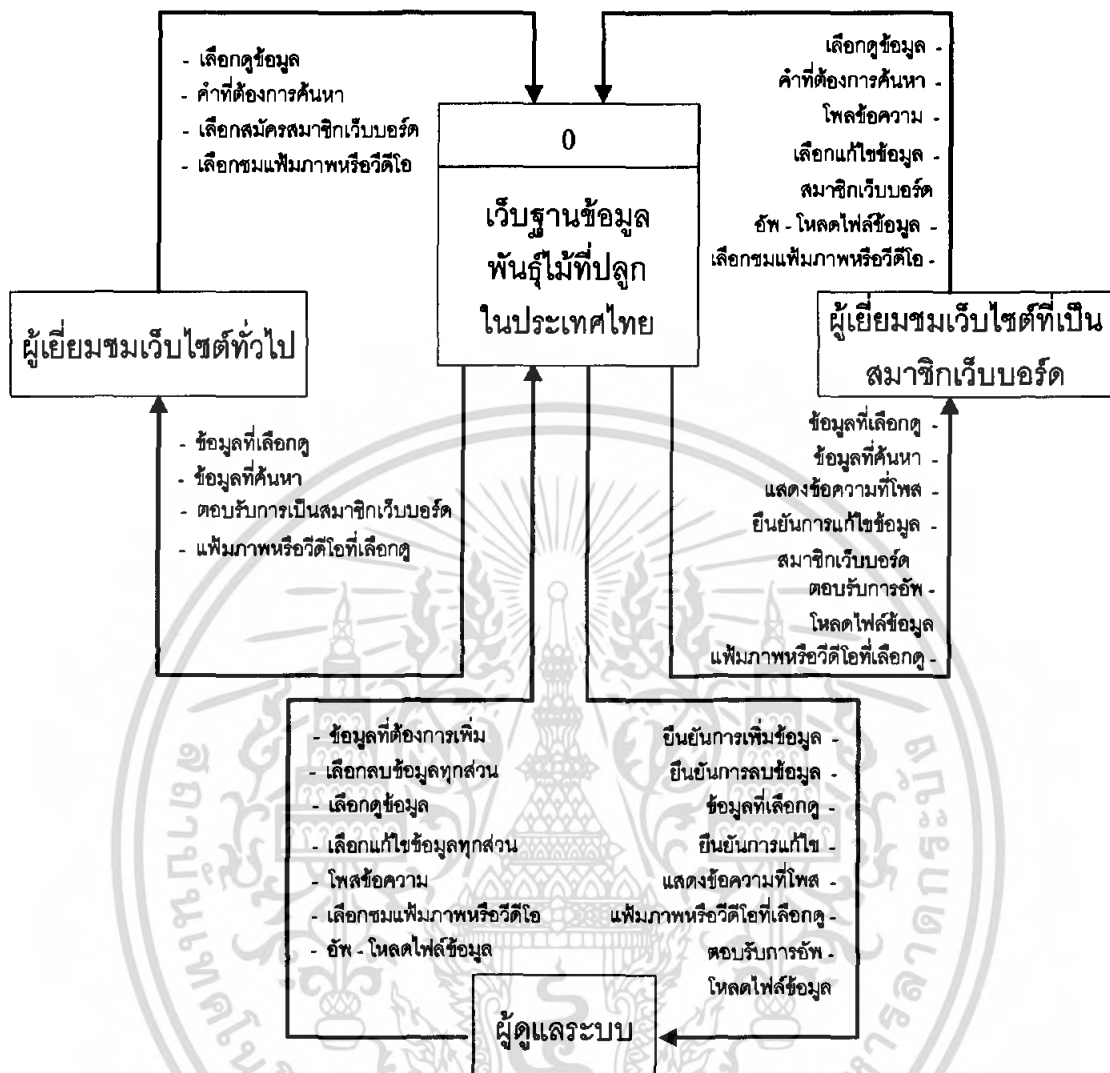 - เลือกดูข้อมูล
- คำที่ต้องการค้นหา
- เลือกสมัครสมาชิกเว็บบอร์ด
- เลือกชมแฟ้มภาพหรือวีดีโอ
เลือกดูข้อมูล -
คำที่ต้องการค้นหา -
โพลข้อความ -
เลือกแก้ไขข้อมูล -
สมาชิกเว็บบอร์ด
อัพ - โหลดไฟล์ข้อมูล -
เลือกชมแฟ้มภาพหรือวีดีโอ -
0
เว็บฐานข้อมูล
พันธุ์ไม้ที่ปลูก
ในประเทศไทย
ผู้เยี่ยมชมเว็บไซต์ทั่วไป
ผู้เยี่ยมชมเว็บไซต์ที่เป็น
สมาชิกเว็บบอร์ด
- ข้อมูลที่เลือกดู
- ข้อมูลที่ค้นหา
- ตอบรับการเป็นสมาชิกเว็บบอร์ด
- แฟ้มภาพหรือวีดีโอที่เลือกดู
ข้อมูลที่เลือกดู -
ข้อมูลที่ค้นหา -
แสดงข้อความที่โพส -
ยืนยันการแก้ไขข้อมูล -
สมาชิกเว็บบอร์ด
ตอบรับการอัพ -
โหลดไฟล์ข้อมูล
แฟ้มภาพหรือวีดีโอที่เลือกดู -
- ข้อมูลที่ต้องการเพิ่ม
- เลือกลบข้อมูลทุกส่วน
- เลือกดูข้อมูล
- เลือกแก้ไขข้อมูลทุกส่วน
- โพสข้อความ
- เลือกชมแฟ้มภาพหรือวีดีโอ
- อัพ - โหลดไฟล์ข้อมูล
ยืนยันการเพิ่มข้อมูล -
ยืนยันการลบข้อมูล -
ข้อมูลที่เลือกดู -
ยืนยันการแก้ไข -
แสดงข้อความที่โพส -
แฟ้มภาพหรือวีดีโอที่เลือกดู -
ตอบรับการอัพ -
โหลดไฟล์ข้อมูล
ผู้ดูแลระบบ